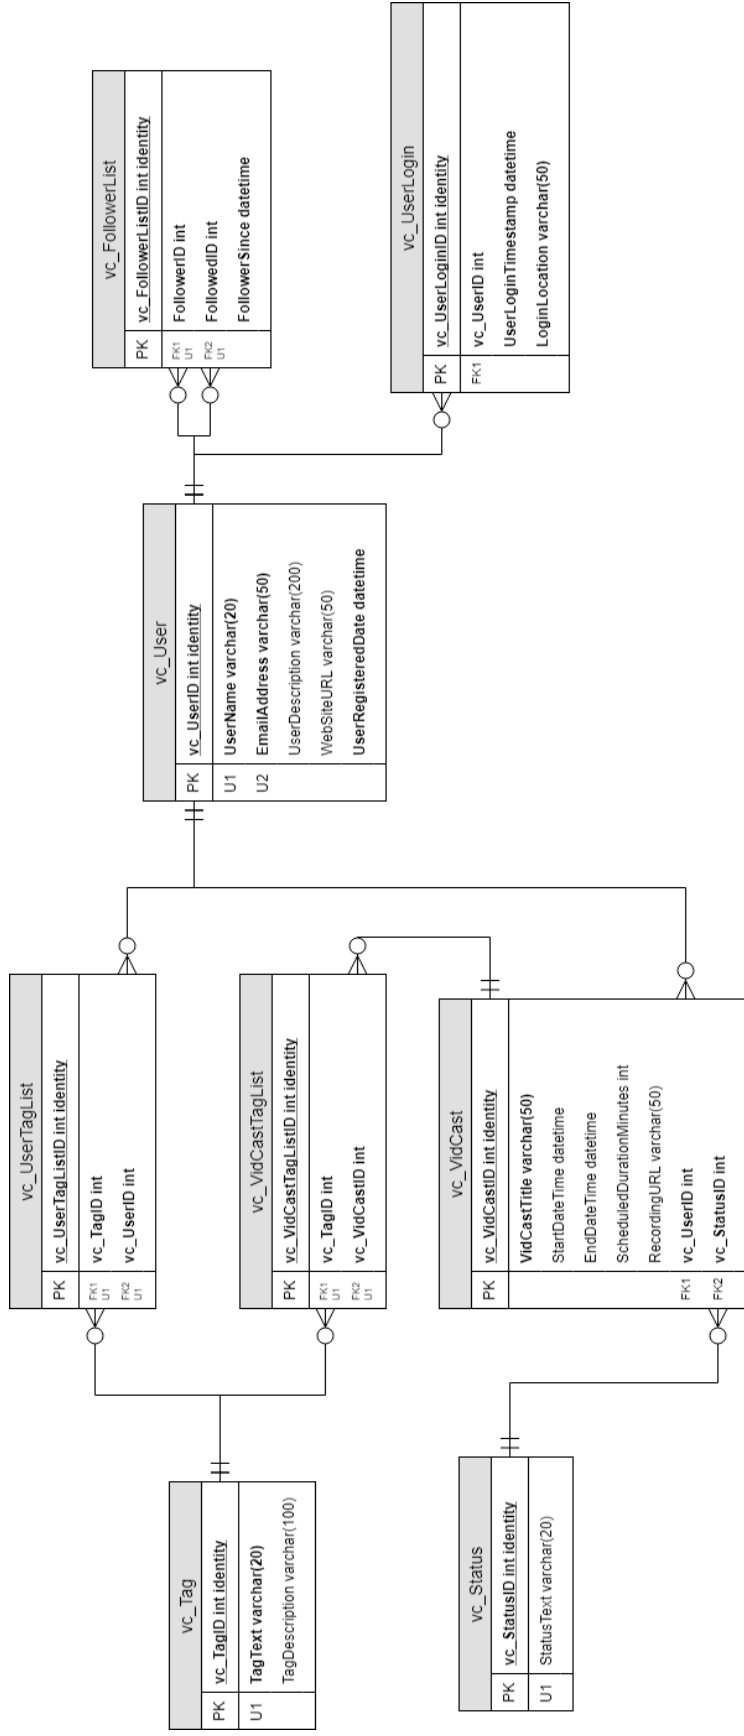 vc_FollowerList
PK vc_FollowerListID int identity
FK1 U1 FollowerID int
FK2 U1 FollowedID int
FollowerSince datetime
vc_UserLogin
PK vc_UserLoginID int identity
FK1 vc_UserID int
UserLoginTimestamp datetime
LoginLocation varchar(50)
vc_User
PK vc_UserID int identity
U1 UserName varchar(20)
U2 EmailAddress varchar(50)
UserDescription varchar(200)
WebSiteURL varchar(50)
UserRegisteredDate datetime
vc_UserTagList
PK vc_UserTagListID int identity
FK1 U1 vc_TagID int
FK2 U1 vc_UserID int
vc_VidCastTagList
PK vc_VidCastTagListID int identity
FK1 U1 vc_TagID int
FK2 U1 vc_VidCastID int
vc_VidCast
PK vc_VidCastID int identity
VidCastTitle varchar(50)
StartDateTime datetime
EndDateTime datetime
ScheduledDurationMinutes int
RecordingURL varchar(50)
FK1 vc_UserID int
FK2 vc_StatusID int
vc_Tag
PK vc_TagID int identity
U1 TagText varchar(20)
TagDescription varchar(100)
vc_Status
PK vc_StatusID int identity
U1 StatusText varchar(20)